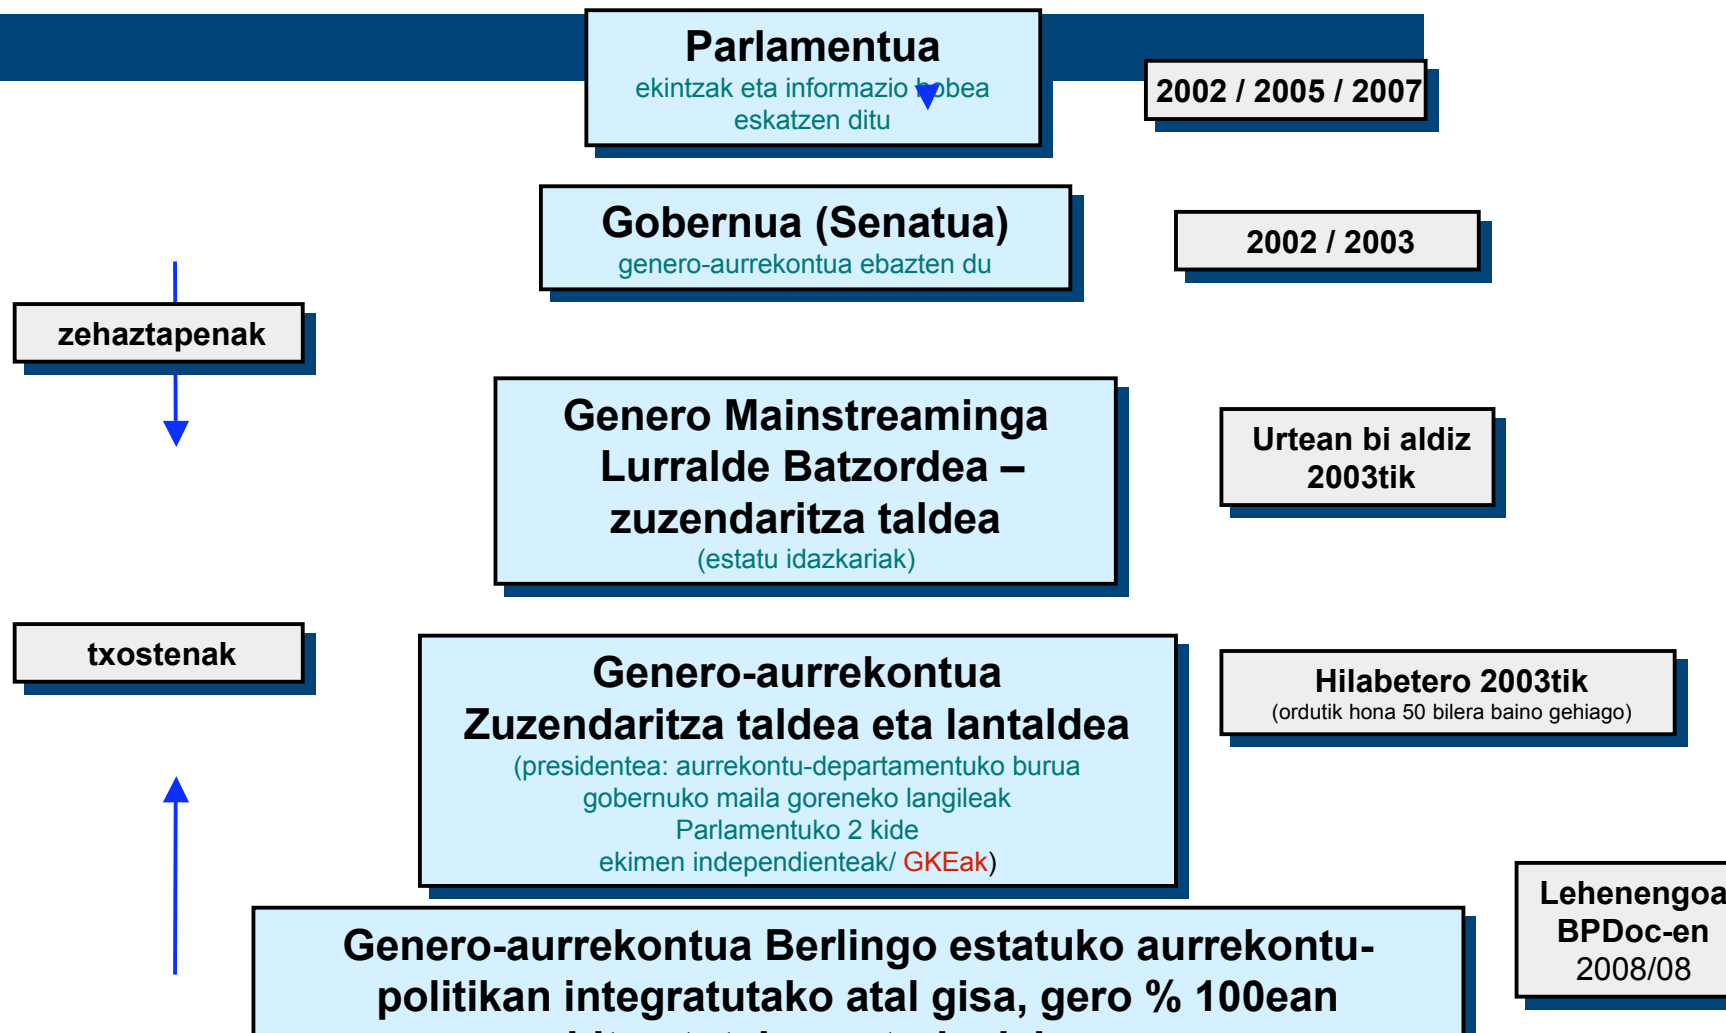 Parlamentua
ekintzak eta informazio hobea
eskatzen ditu
2002 / 2005 / 2007
Gobernua (Senatua)
genero-aurrekontua ebazten du
2002 / 2003
zehaztapenak
Genero Mainstreaminga
Lurralde Batzordea –
zuzendaritza taldea
(estatu idazkariak)
Urtean bi aldiz
2003tik
txostenak
Genero-aurrekontua
Zuzendaritza taldea eta lantaldea
(presidentea: aurrekontu-departamentuko burua
gobernuko maila goreneko langileak
Parlamentuko 2 kide
ekimen independienteak/ GKEak)
Hilabetero 2003tik
(ordutik hona 50 bilera baino gehiago)
Lehenengoa
BPDoc-en
2008/08
Genero-aurrekontua Berlingo estatuko aurrekontu-
politikan integratutako atal gisa, gero % 100ean